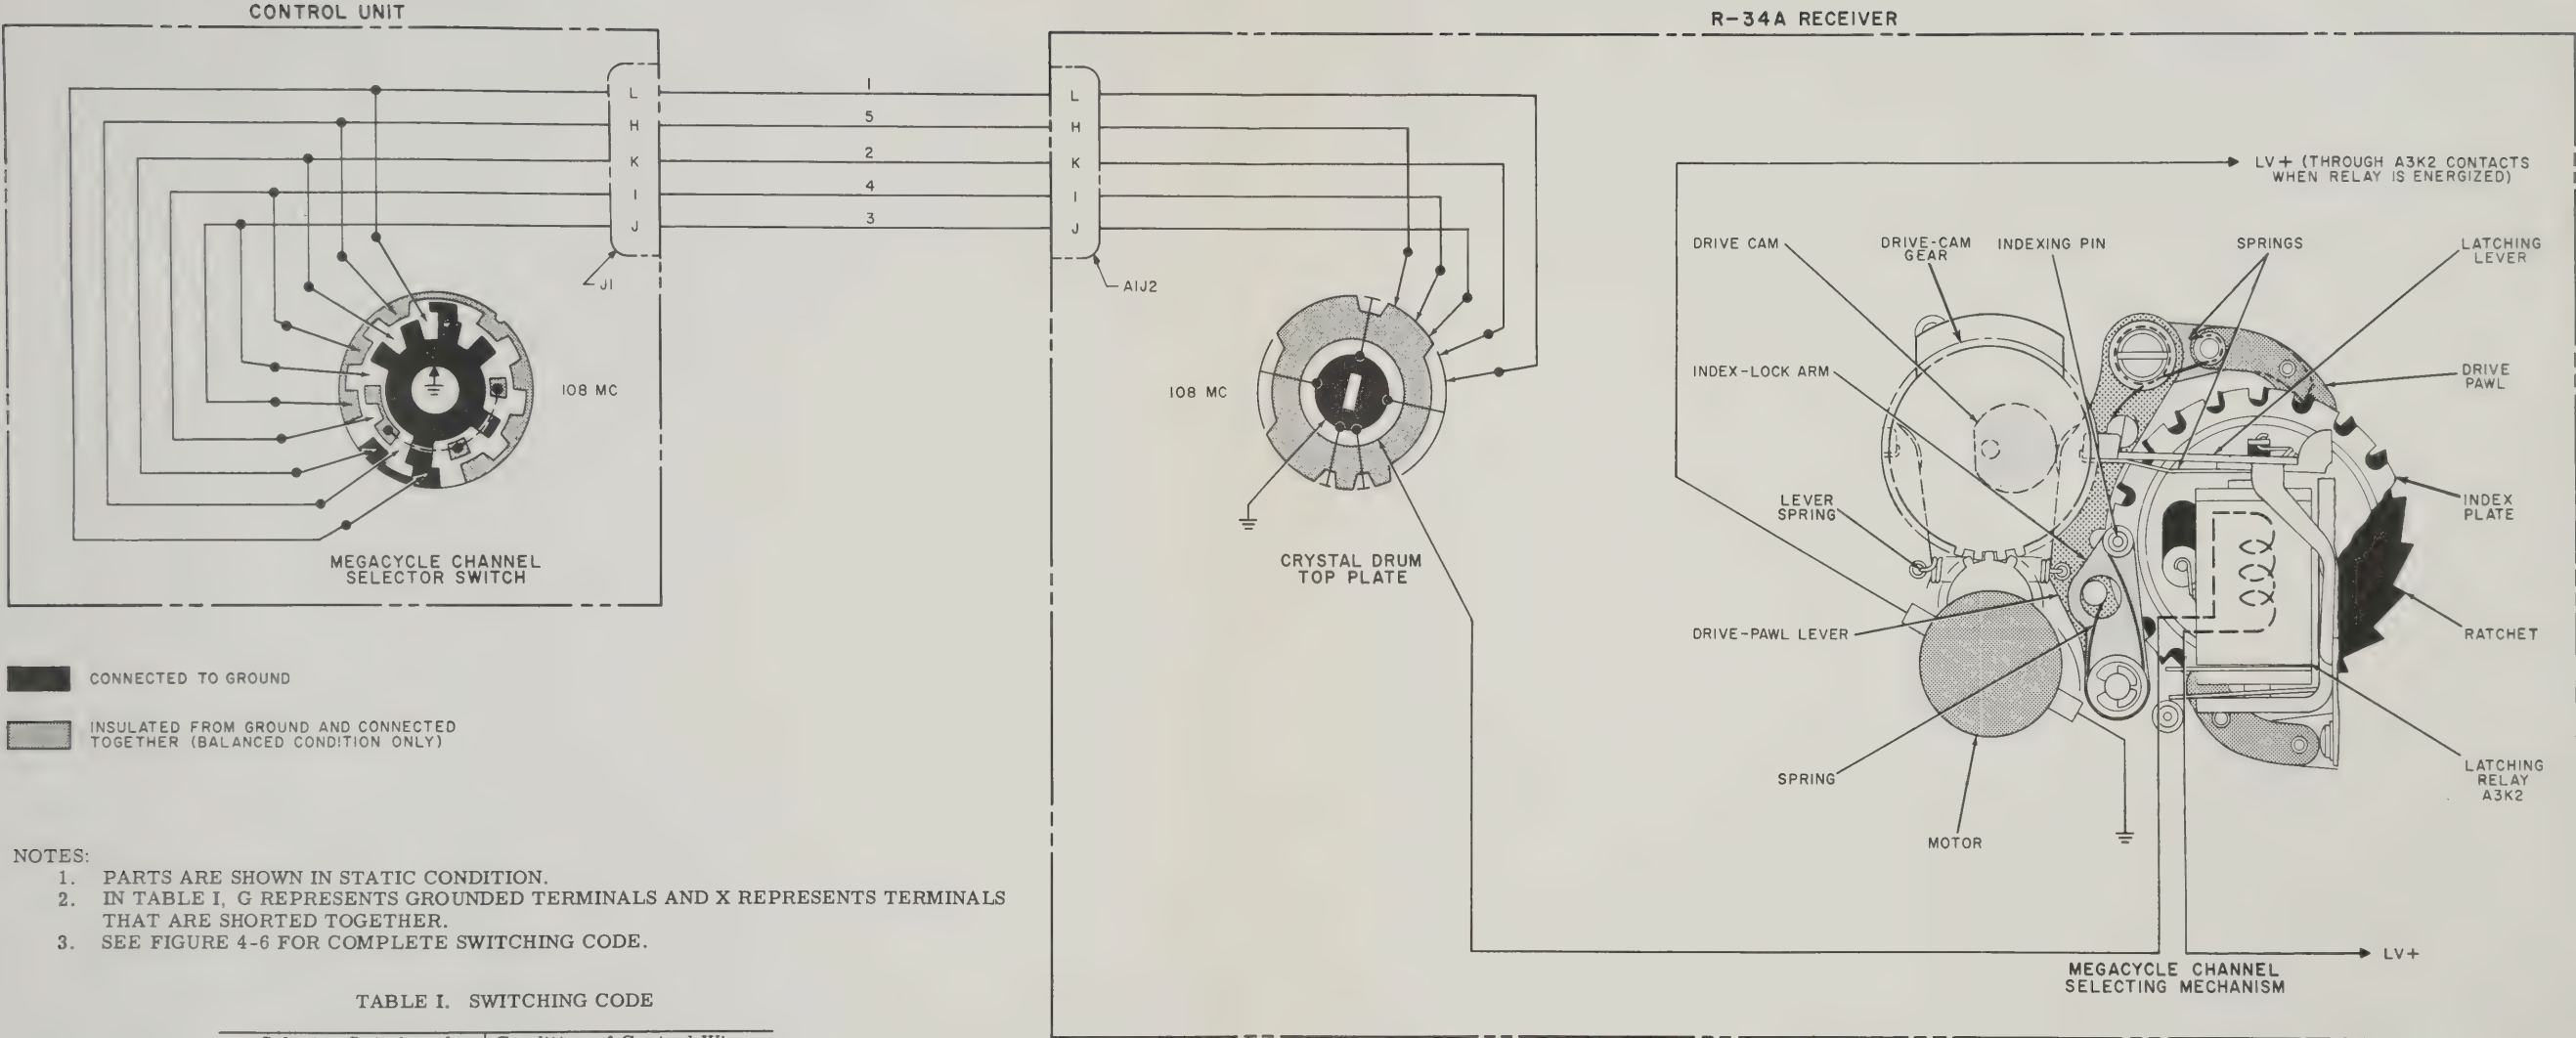 CONTROL UNIT
R-34A RECEIVER
L
H
K
I
J
1
5
2
4
3
L
H
K
I
J
J1
A1J2
108 MC
MEGACYCLE CHANNEL
SELECTOR SWITCH
108 MC
CRYSTAL DRUM
TOP PLATE
LV+ (THROUGH A3K2 CONTACTS
WHEN RELAY IS ENERGIZED)
DRIVE CAM
DRIVE-CAM
GEAR
INDEXING PIN
SPRINGS
LATCHING
LEVER
INDEX-LOCK ARM
DRIVE
PAWL
LEVER
SPRING
INDEX
PLATE
DRIVE-PAWL LEVER
RATCHET
SPRING
LATCHING
RELAY
A3K2
MOTOR
LV+
MEGACYCLE CHANNEL
SELECTING MECHANISM
CONNECTED TO GROUND
INSULATED FROM GROUND AND CONNECTED
TOGETHER (BALANCED CONDITION ONLY)
NOTES:
1. PARTS ARE SHOWN IN STATIC CONDITION.
2. IN TABLE I, G REPRESENTS GROUNDED TERMINALS AND X REPRESENTS TERMINALS
THAT ARE SHORTED TOGETHER.
3. SEE FIGURE 4-6 FOR COMPLETE SWITCHING CODE.
TABLE I. SWITCHING CODE